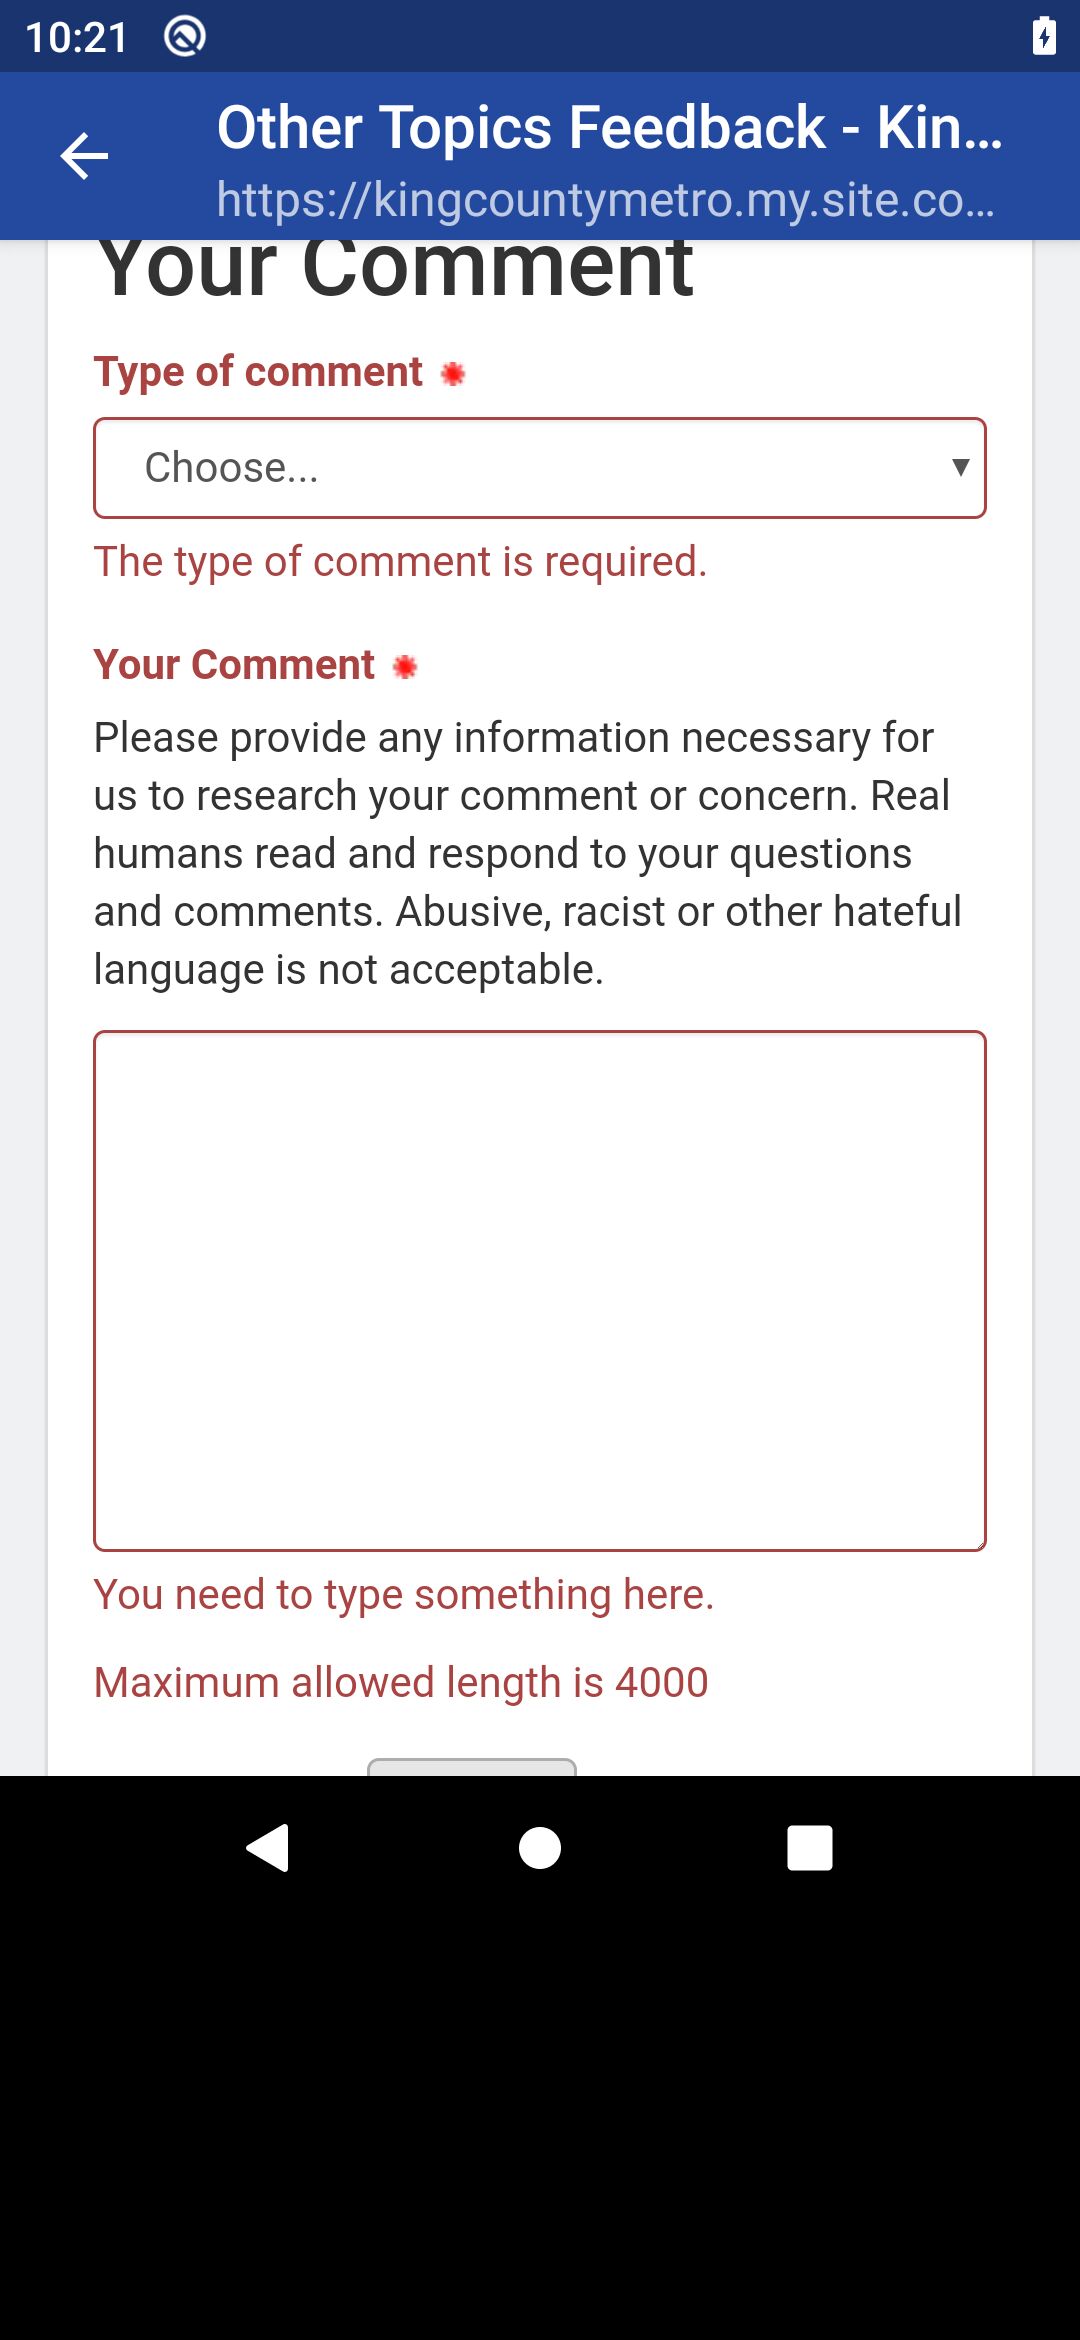 10:21
Other Topics Feedback - Kin...
https://kingcountymetro.my.site.co...
Your Comment
Type of comment
Choose...
The type of comment is required.
Your Comment
Please provide any information necessary for
us to research your comment or concern. Real
humans read and respond to your questions
and comments. Abusive, racist or other hateful
language is not acceptable.
You need to type something here.
Maximum allowed length is 4000